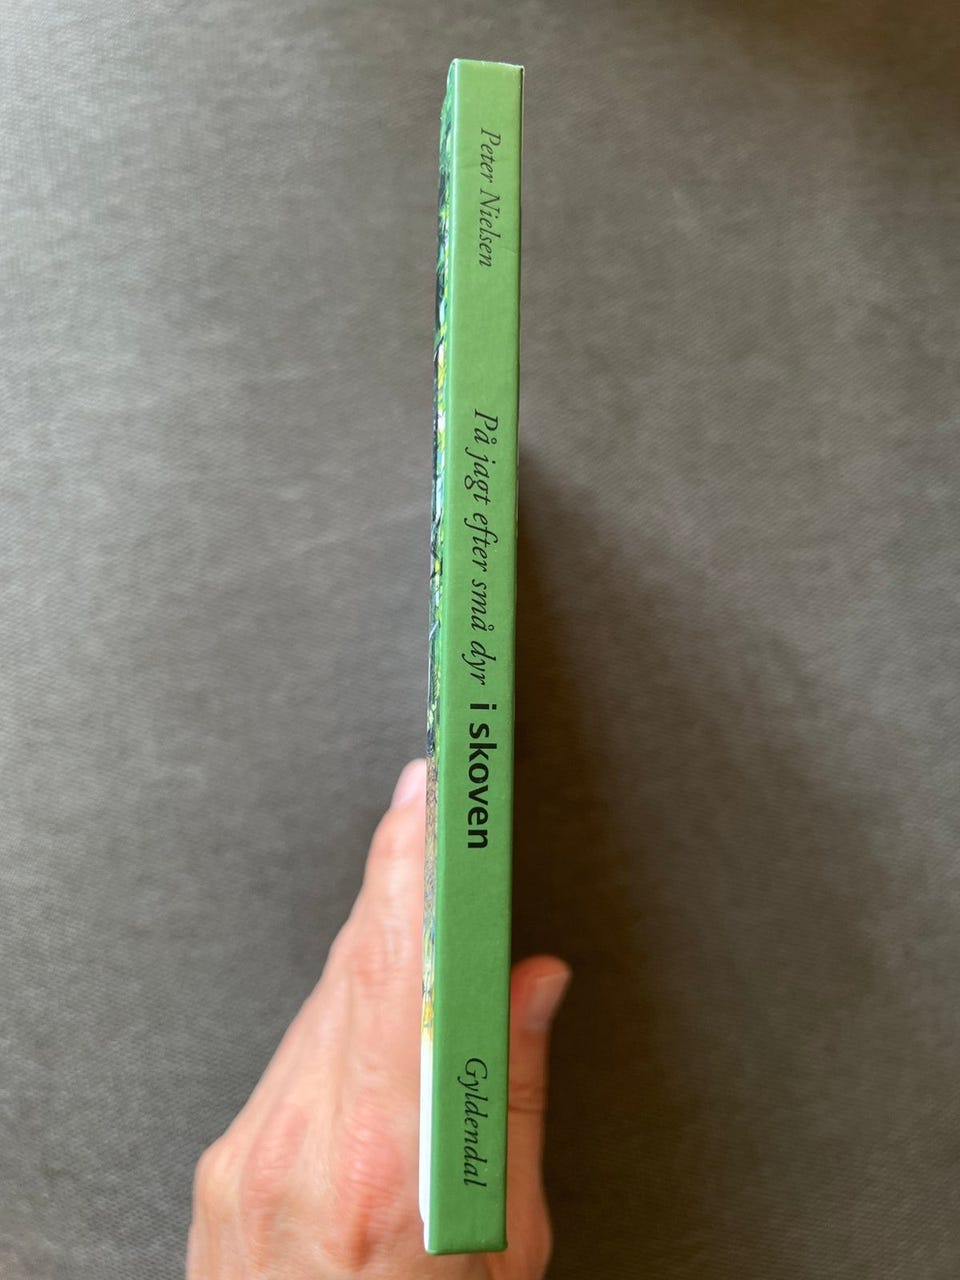 Peter Nielsen
På jagt efter små dyr i skoven
Gyldendal